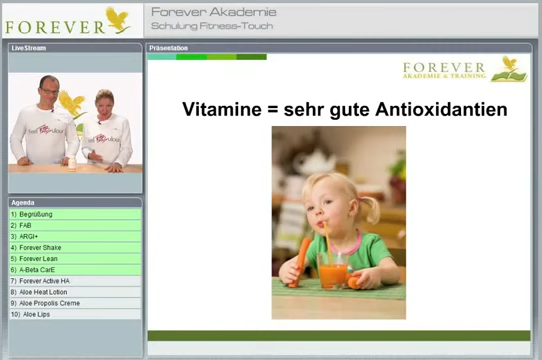 FOREVER
Forever Akademie
Schulung Fitness-Touch
LiveStream
Präsentation
FOREVER
AKADEMIE & TRAINING
Vitamine = sehr gute Antioxidantien
Agenda
1) Begrüßung
2) FAB
3) ARGI+
4) Forever Shake
5) Forever Lean
6) A-Beta CarE
7) Forever Active HA
8) Aloe Heat Lotion
9) Aloe Propolis Creme
10) Aloe Lips